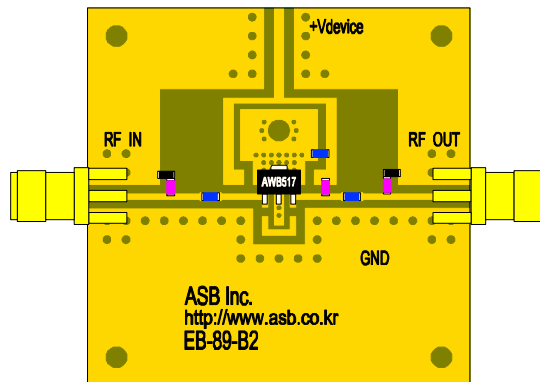 +Vdevice
RF IN
RF OUT
AWB517
GND
ASB Inc.
http://www.asb.co.kr
EB-89-B2